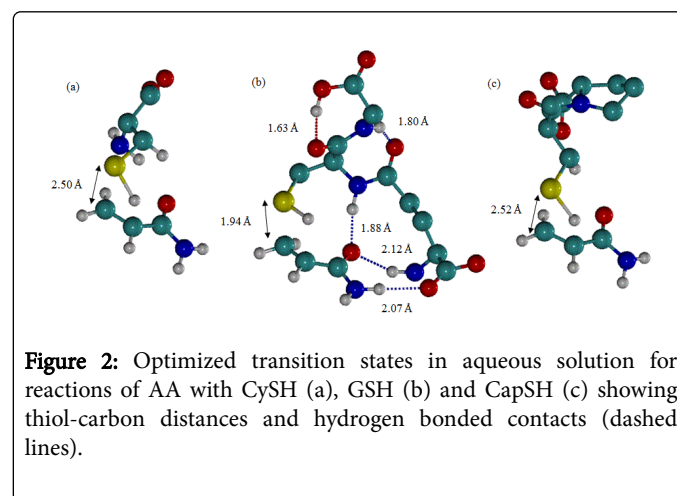 (a)
(b)
(c)
1.63 Å
1.80 Å
2.50 Å
1.94 Å
1.88 Å
2.12 Å
2.07 Å
2.52 Å
Figure 2: Optimized transition states in aqueous solution for
reactions of AA with CySH (a), GSH (b) and CapSH (c) showing
thiol-carbon distances and hydrogen bonded contacts (dashed
lines).